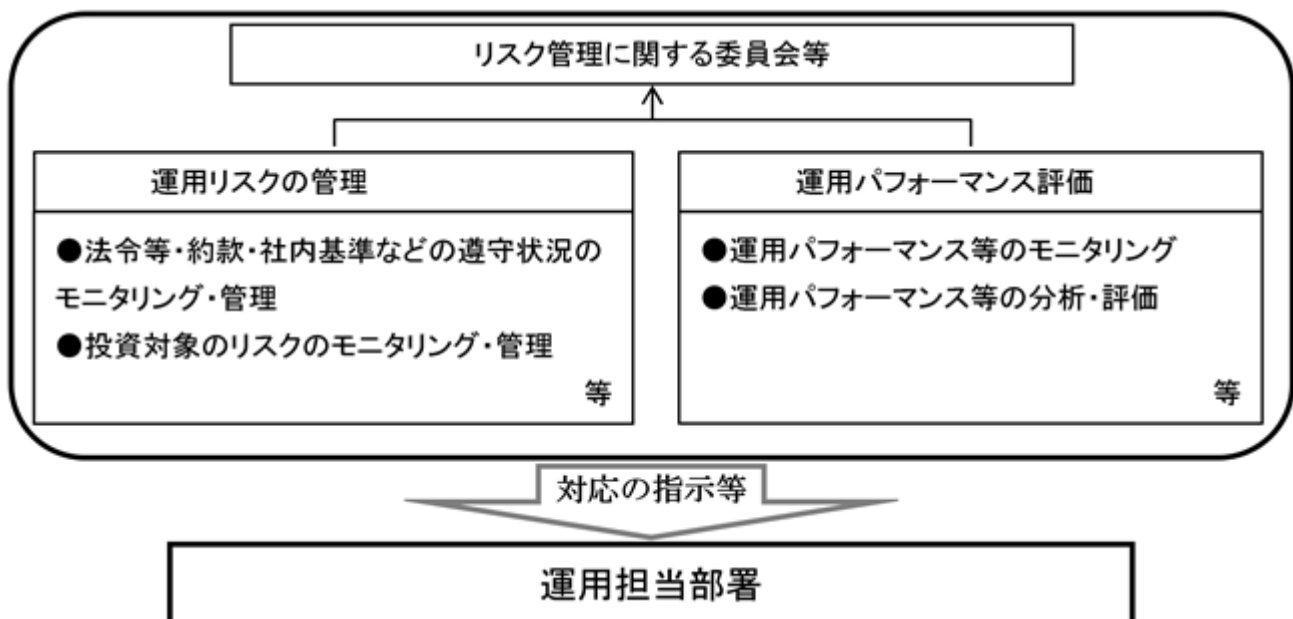 リスク管理に関する委員会等
運用リスクの管理
●法令等・約款・社内基準などの遵守状況の
モニタリング・管理
●投資対象のリスクのモニタリング・管理
等
運用パフォーマンス評価
●運用パフォーマンス等のモニタリング
●運用パフォーマンス等の分析・評価
等
対応の指示等
運用担当部署